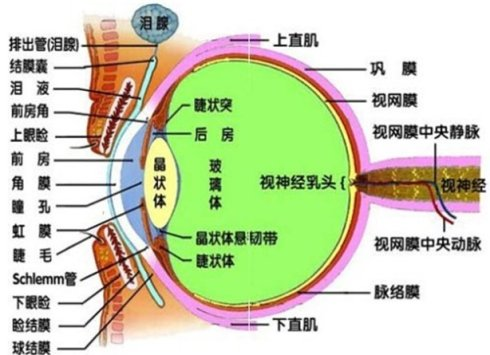 泪腺
排出管(泪腺)
结膜囊
泪 液
前房角
上眼睑
前 房
角 膜
瞳 孔
虹 膜
睫 毛
Schlemm管
下眼睑
睑结膜
球结膜
睫状突
后 房
晶状体
玻璃体
晶状体悬韧带
睫状体
上直肌
巩 膜
视网膜
视网膜中央静脉
视神经乳头{
视神经
视网膜中央动脉
脉络膜
下直肌